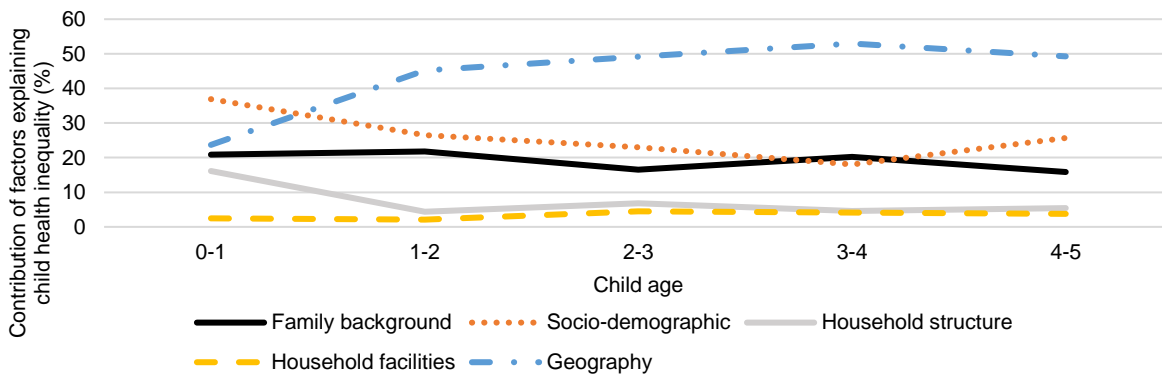 Contribution of factors explaining
child health inequality (%)
60
50
40
30
20
10
0
0-1 1-2 2-3 3-4 4-5
Child age
Family background Socio-demographic Household structure
Household facilities Geography